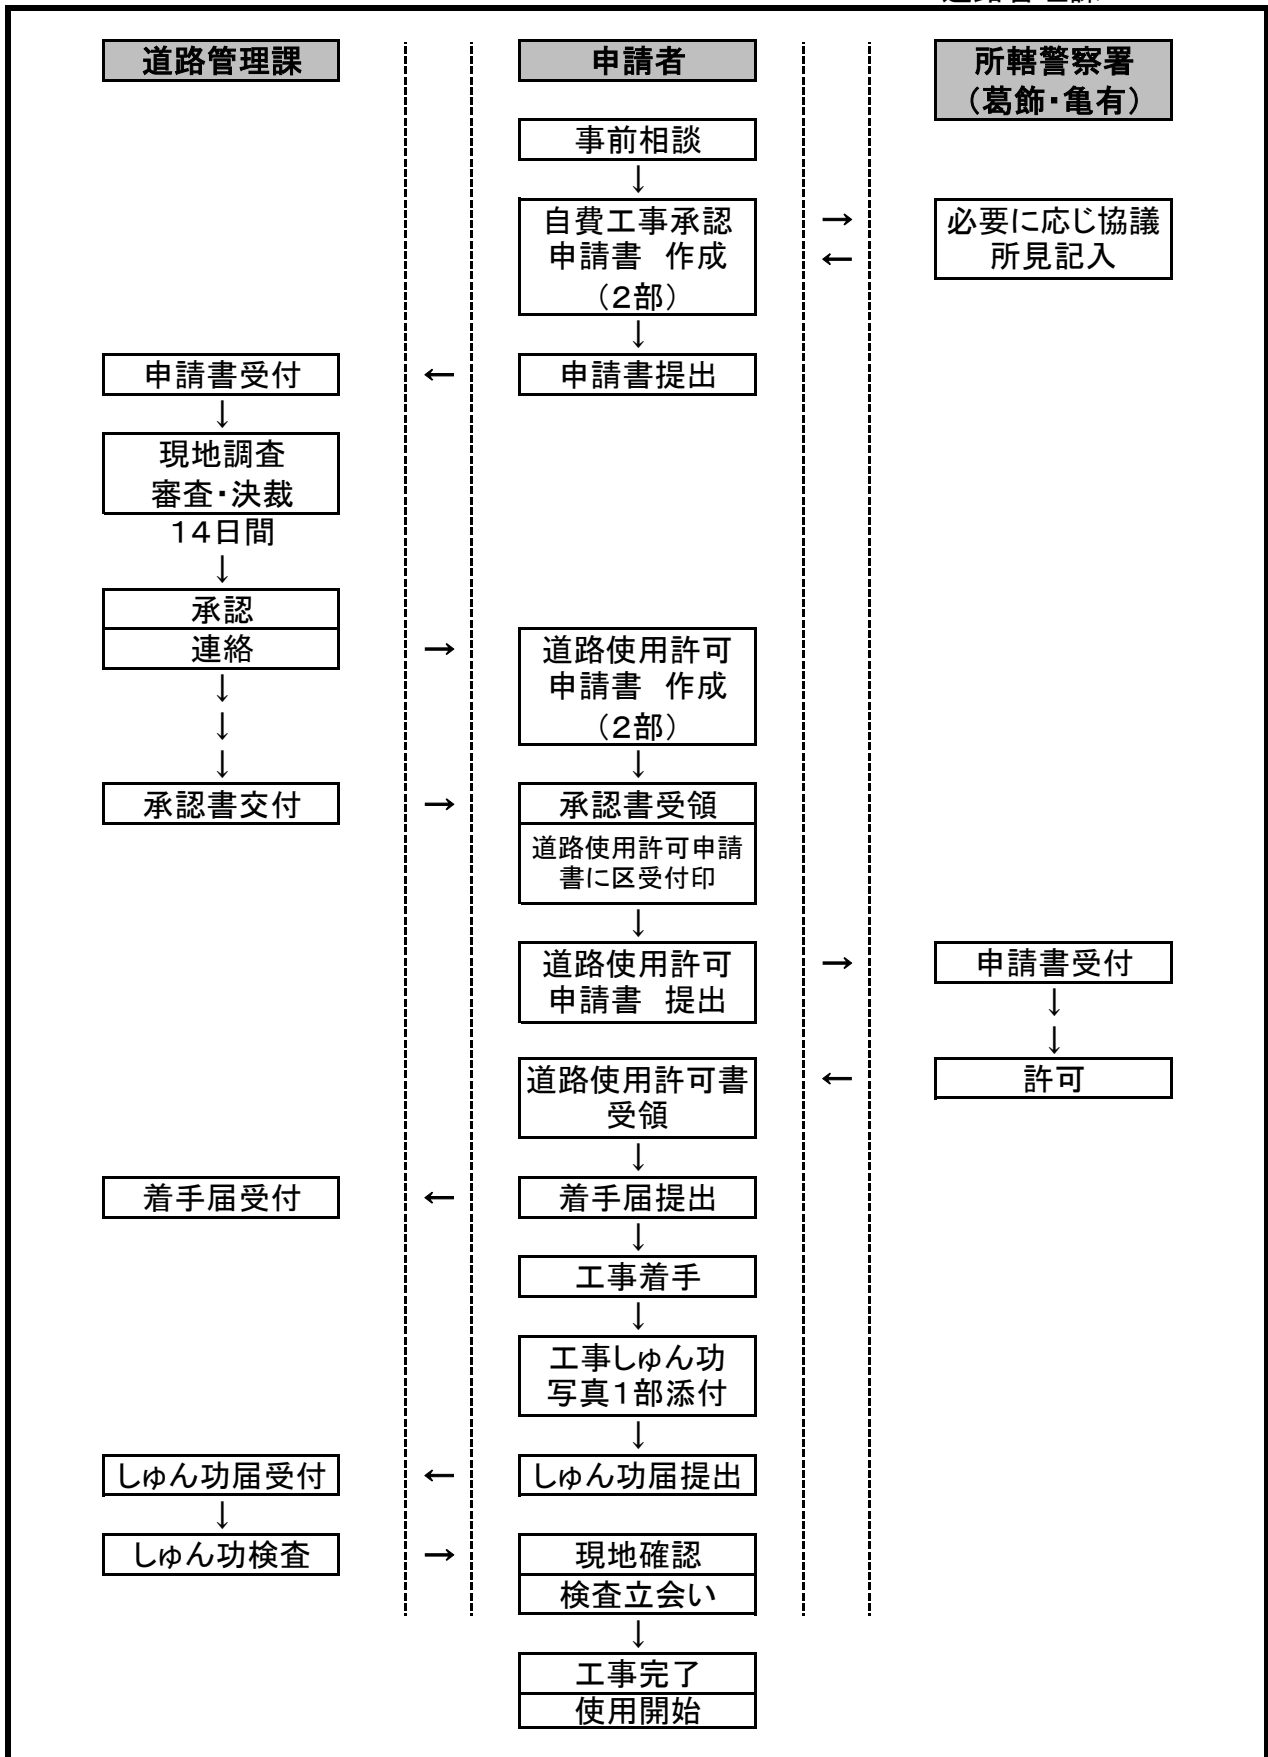 道路管理課
申請者
所轄警察署
（葛飾・亀有）
事前相談
↓
自費工事承認
申請書　作成
（２部）
→
←
必要に応じ協議
所見記入
↓
申請書受付
←
申請書提出
↓
現地調査
審査・決裁
１４日間
↓
承認
連絡
→
道路使用許可
申請書　作成
（２部）
↓
↓
↓
↓
承認書交付
→
承認書受領
道路使用許可申請
書に区受付印
↓
道路使用許可
申請書　提出
→
申請書受付
↓
↓
道路使用許可書
受領
←
許可
↓
着手届受付
←
着手届提出
↓
工事着手
↓
工事しゅん功
写真１部添付
↓
しゅん功届受付
←
しゅん功届提出
↓
しゅん功検査
→
現地確認
検査立会い
↓
工事完了
使用開始